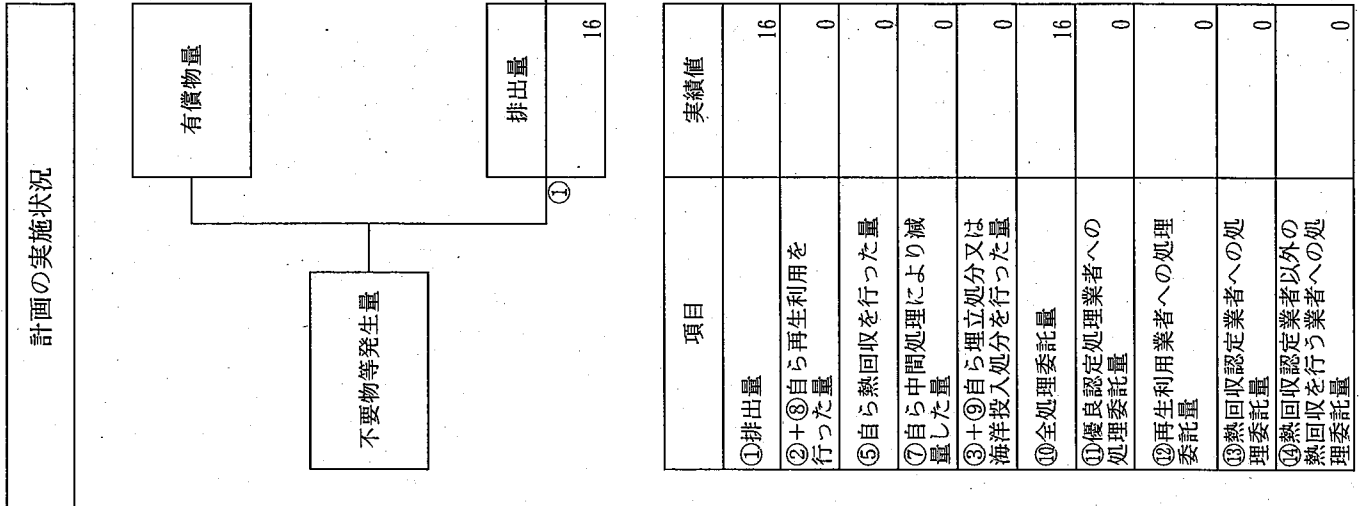 計画の実施状況
有償物量
不要物等発生量
排出量
①
16
項目
実績値
①排出量
16
②+⑧自ら再生利用を
行った量
0
⑤自ら熱回収を行った量
0
⑦自ら中間処理により減
量した量
0
③+⑨自ら埋立処分又は
海洋投入処分を行った量
0
⑩全処理委託量
16
⑪優良認定処理業者への
処理委託量
0
⑫再生利用業者への処理
委託量
0
⑬熱回収認定業者への処
理委託量
0
⑭熱回収認定業者以外の
熱回収を行う業者への処
理委託量
0